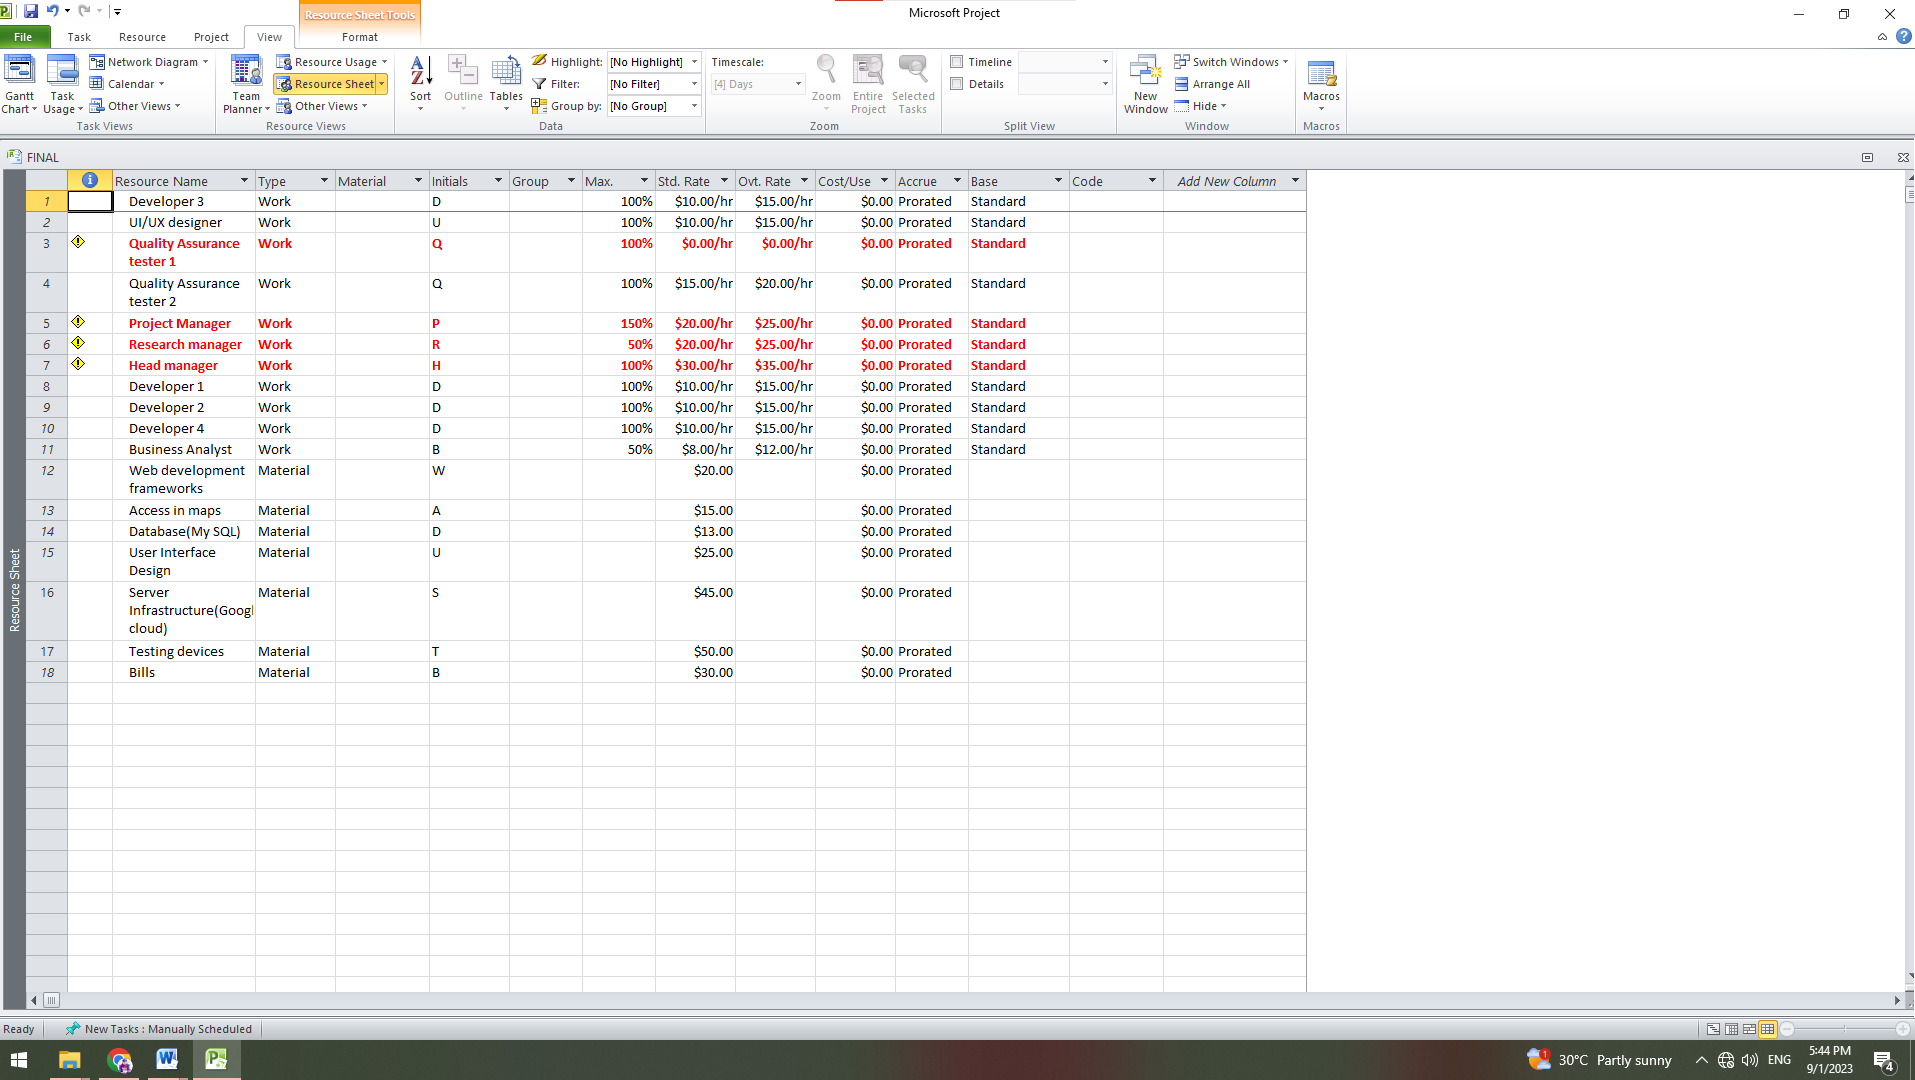 Resource Sheet Tools
Microsoft Project
File Task Resource Project View Format
Gantt Chart
Task Usage
Network Diagram
Calendar
Other Views
Task Views
Team Planner
Resource Usage
Resource Sheet
Other Views
Resource Views
Sort
Outline
Tables
Highlight: [No Highlight]
Filter: [No Filter]
Group by: [No Group]
Data
Timescale:
[4] Days
Zoom
Entire Project
Selected Tasks
Zoom
Timeline
Details
Split View
New Window
Switch Windows
Arrange All
Hide
Window
Macros
Macros
FINAL
Resource Name Type Material Initials Group Max. Std. Rate Ovt. Rate Cost/Use Accrue Base Code Add New Column
1 Developer 3 Work D 100% $10.00/hr $15.00/hr $0.00 Prorated Standard
2 UI/UX designer Work U 100% $10.00/hr $15.00/hr $0.00 Prorated Standard
3 Quality Assurance Work Q 100% $0.00/hr $0.00/hr $0.00 Prorated Standard
tester 1
4 Quality Assurance Work Q 100% $15.00/hr $20.00/hr $0.00 Prorated Standard
tester 2
5 Project Manager Work P 150% $20.00/hr $25.00/hr $0.00 Prorated Standard
6 Research manager Work R 50% $20.00/hr $25.00/hr $0.00 Prorated Standard
7 Head manager Work H 100% $30.00/hr $35.00/hr $0.00 Prorated Standard
8 Developer 1 Work D 100% $10.00/hr $15.00/hr $0.00 Prorated Standard
9 Developer 2 Work D 100% $10.00/hr $15.00/hr $0.00 Prorated Standard
10 Developer 4 Work D 100% $10.00/hr $15.00/hr $0.00 Prorated Standard
11 Business Analyst Work B 50% $8.00/hr $12.00/hr $0.00 Prorated Standard
12 Web development Material W $20.00 $0.00 Prorated
frameworks
13 Access in maps Material A $15.00 $0.00 Prorated
14 Database(My SQL) Material D $13.00 $0.00 Prorated
15 User Interface Material U $25.00 $0.00 Prorated
Design
16 Server Material S $45.00 $0.00 Prorated
Infrastructure(Googl
cloud)
17 Testing devices Material T $50.00 $0.00 Prorated
18 Bills Material B $30.00 $0.00 Prorated
Resource Sheet
Ready New Tasks : Manually Scheduled
1 30°C Partly sunny ENG 5:44 PM
9/1/2023
4